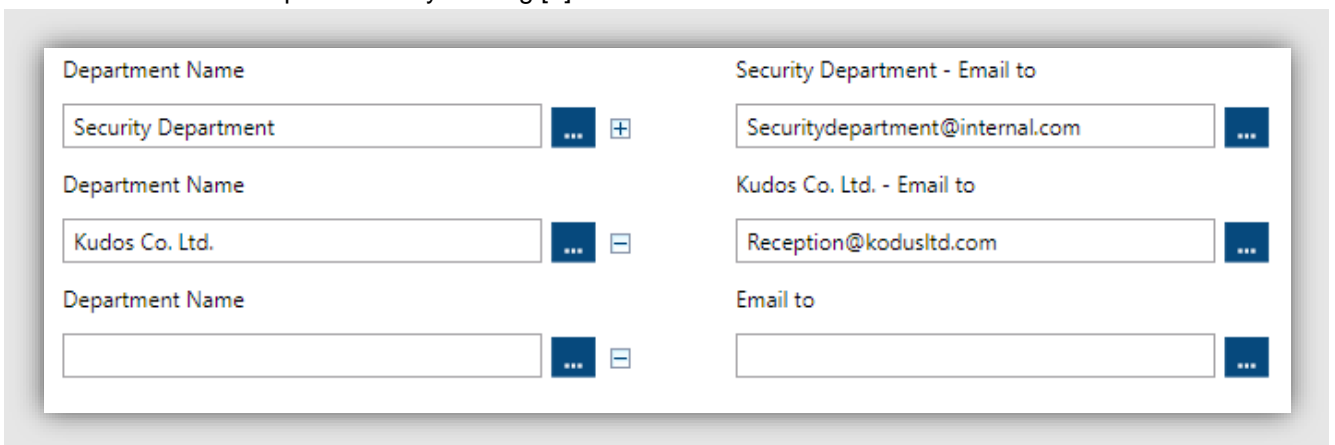 Department Name Security Department - Email to
Security Department ... + Securitydepartment@internal.com ...
Department Name Kudos Co. Ltd. - Email to
Kudos Co. Ltd. ... - Reception@kodusltd.com ...
Department Name Email to
... - ...